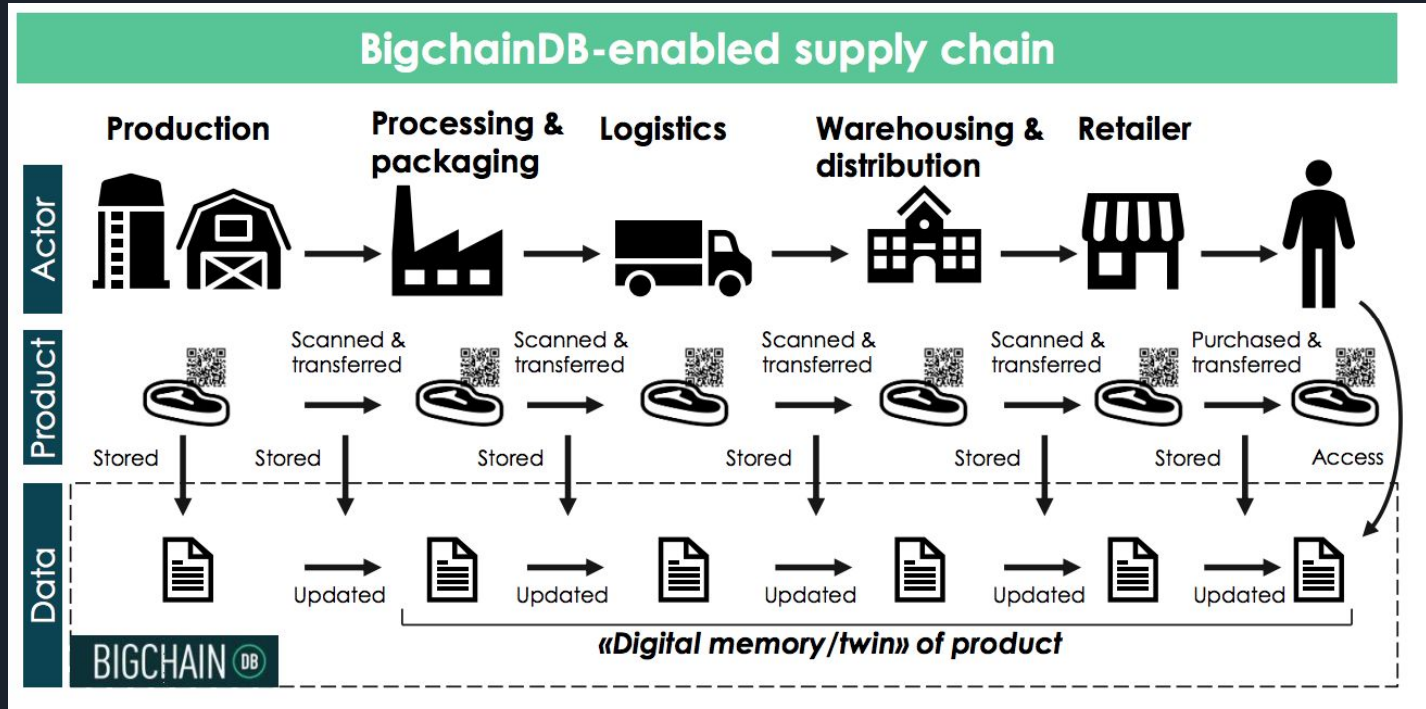 BigchainDB-enabled supply chain
Production
Processing &
packaging
Logistics
Warehousing &
distribution
Retailer
Actor
Product
Scanned &
transferred
Scanned &
transferred
Scanned &
transferred
Scanned &
transferred
Purchased &
transferred
Stored
Stored
Stored
Stored
Stored
Stored
Access
Data
Updated
Updated
Updated
Updated
Updated
«Digital memory/twin» of product
BIGCHAIN DB